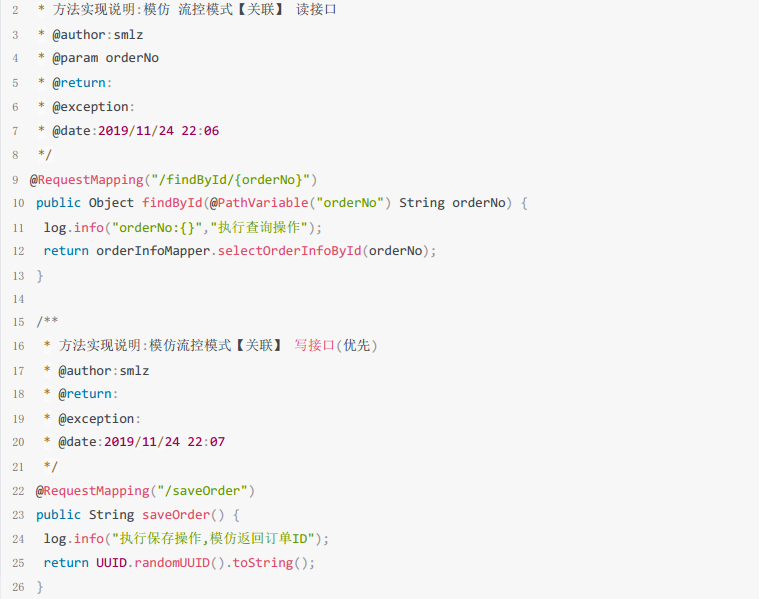 2 * 方法实现说明:模仿 流控模式【关联】 读接口
3 * @author:smlz
4 * @param orderNo
5 * @return:
6 * @exception:
7 * @date:2019/11/24 22:06
8 */
9 @RequestMapping("/findById/{orderNo}")
10 public Object findById(@PathVariable("orderNo") String orderNo) {
11 log.info("orderNo:{}","执行查询操作");
12 return orderInfoMapper.selectOrderInfoById(orderNo);
13 }
14
15 /**
16 * 方法实现说明:模仿流控模式【关联】 写接口(优先)
17 * @author:smlz
18 * @return:
19 * @exception:
20 * @date:2019/11/24 22:07
21 */
22 @RequestMapping("/saveOrder")
23 public String saveOrder() {
24 log.info("执行保存操作,模仿返回订单ID");
25 return UUID.randomUUID().toString();
26 }